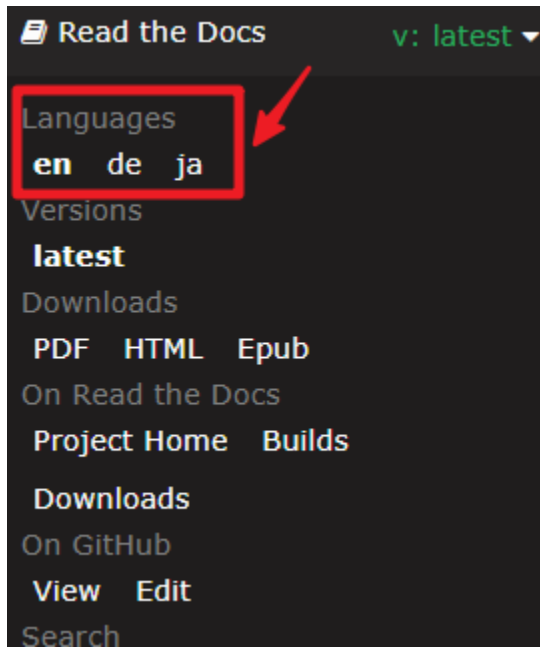 Read the Docs v: latest
Languages
en de ja
Versions
latest
Downloads
PDF HTML Epub
On Read the Docs
Project Home Builds
Downloads
On GitHub
View Edit
Search